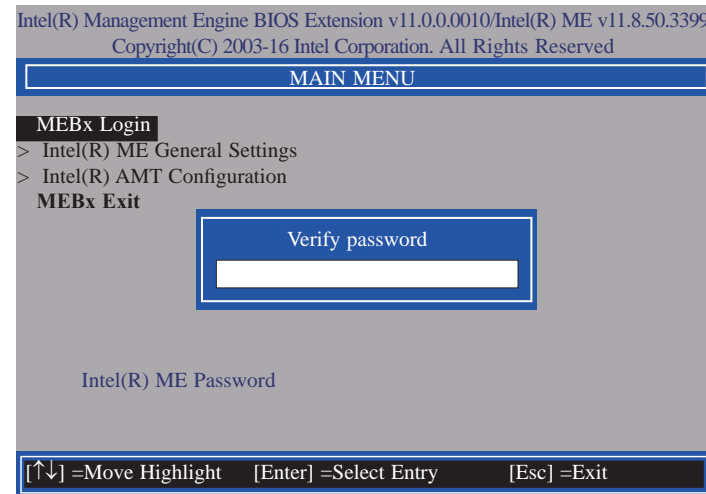 Intel(R) Management Engine BIOS Extension v11.0.0.0010/Intel(R) ME v11.8.50.3399
Copyright(C) 2003-16 Intel Corporation. All Rights Reserved
MAIN MENU
MEBx Login
> Intel(R) ME General Settings
> Intel(R) AMT Configuration
MEBx Exit
Verify password
Intel(R) ME Password
[↑↓] =Move Highlight [Enter] =Select Entry [Esc] =Exit